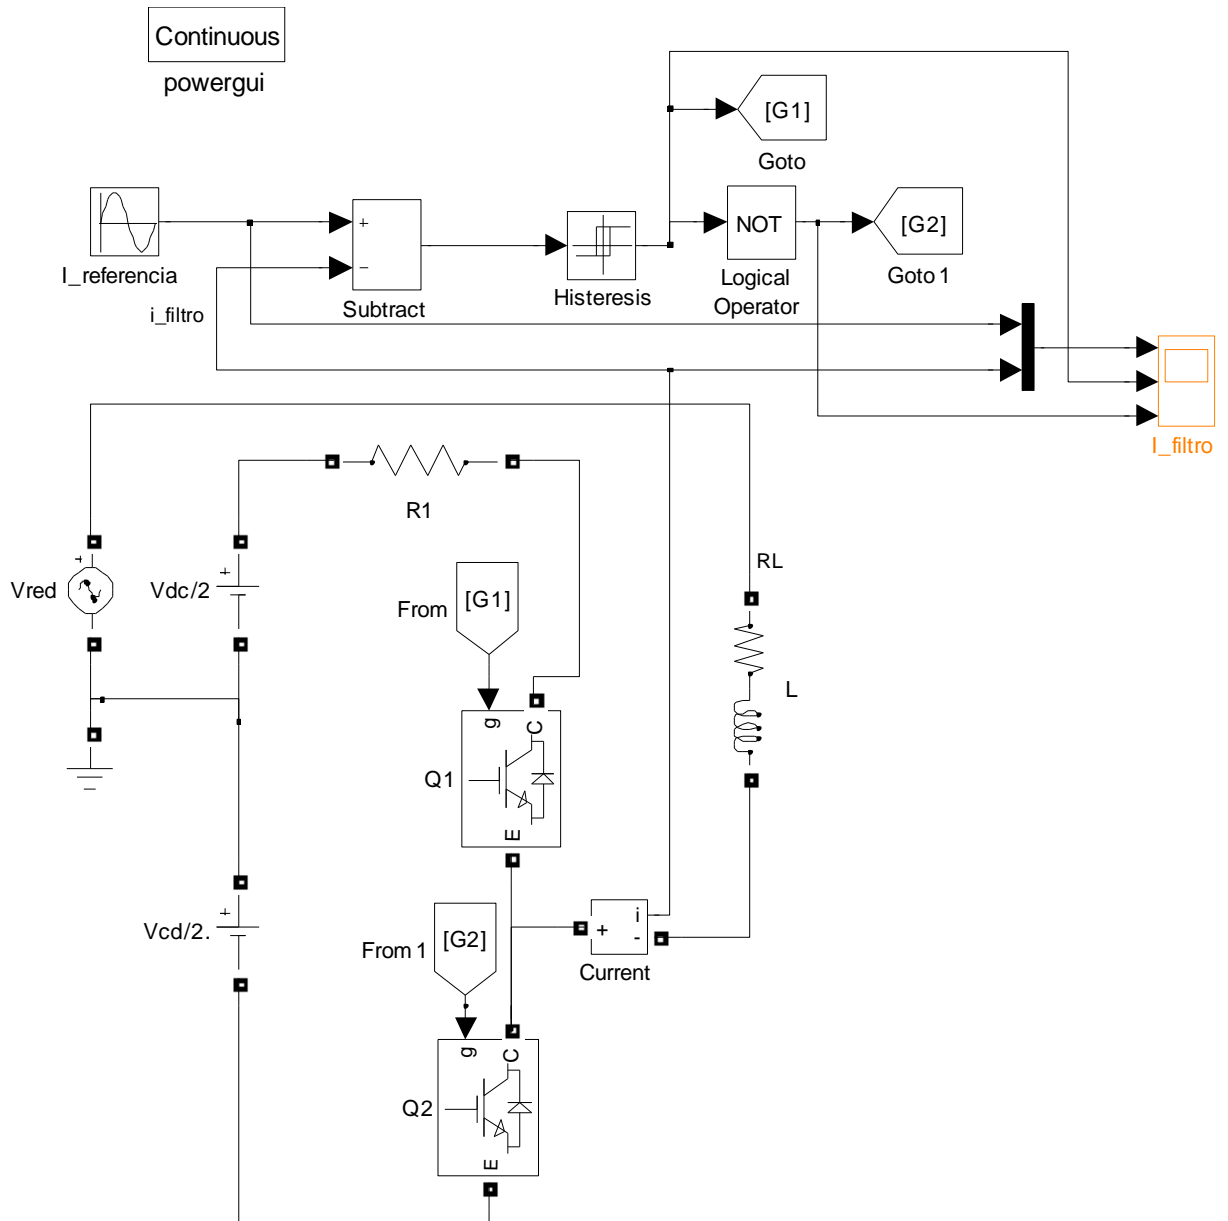 Continuous
powergui
[G1]
Goto
I_referencia
+
−
Subtract
i_filtro
Histeresis
NOT
Logical
Operator
[G2]
Goto 1
I_filtro
R1
+
Vred
+
Vdc/2
From
[G1]
RL
L
g
C
Q1
E
+
Vcd/2.
From 1
[G2]
+
i
-
Current
g
C
Q2
E